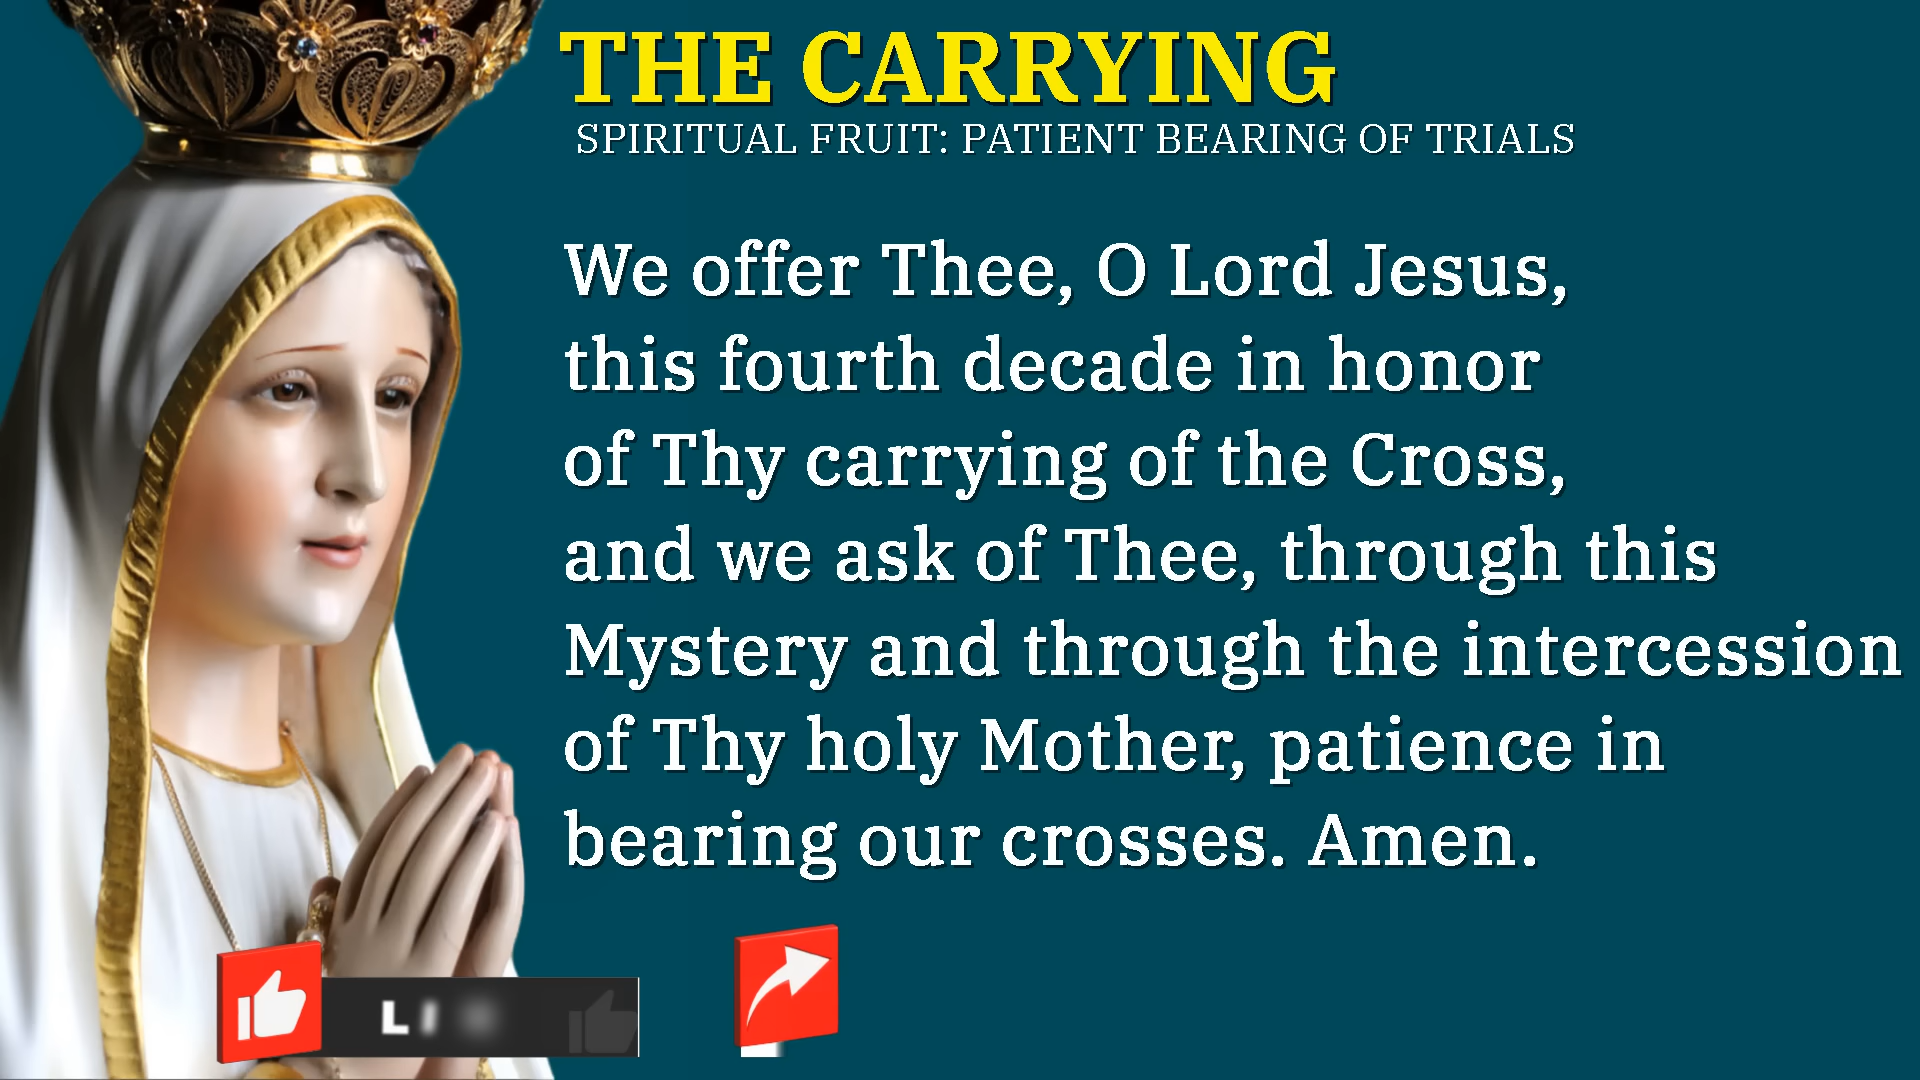 THE CARRYING
SPIRITUAL FRUIT: PATIENT BEARING OF TRIALS
We offer Thee, O Lord Jesus,
this fourth decade in honor
of Thy carrying of the Cross,
and we ask of Thee, through this
Mystery and through the intercession
of Thy holy Mother, patience in
bearing our crosses. Amen.